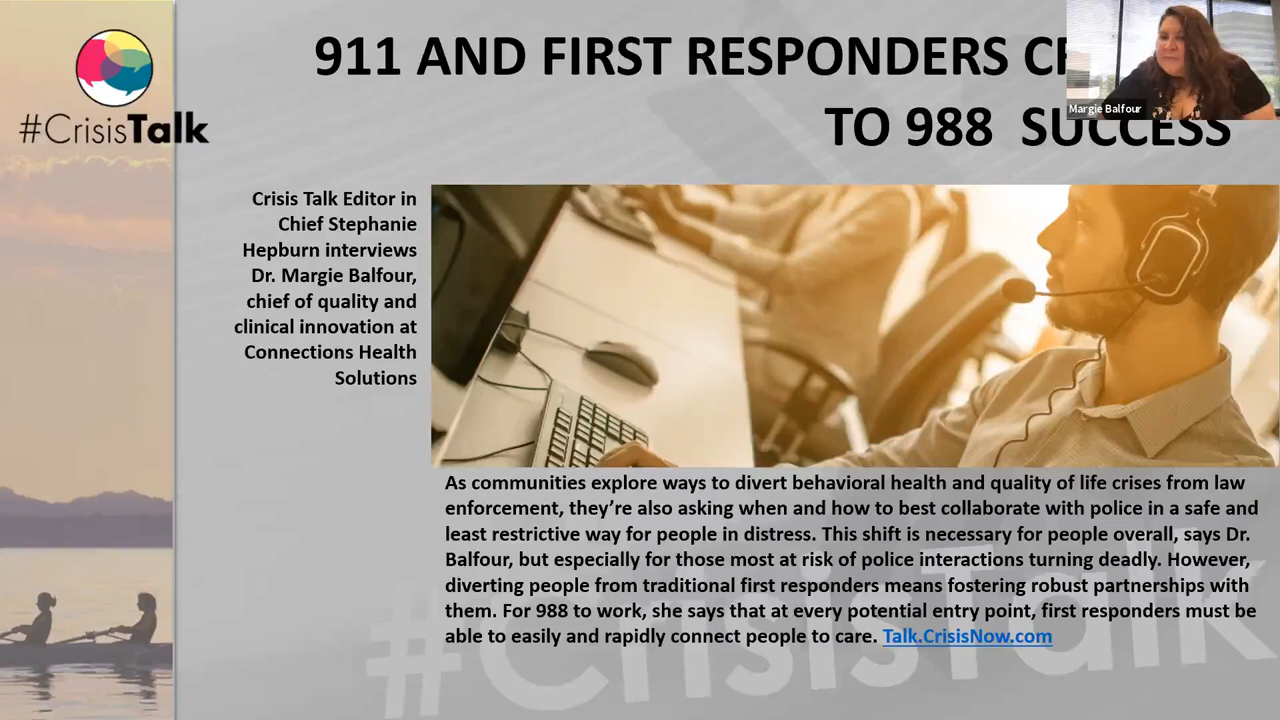 #CrisisTalk
911 AND FIRST RESPONDERS
TO 988 SUCCESS
Margie Balfour
Crisis Talk Editor in
Chief Stephanie
Hepburn interviews
Dr. Margie Balfour,
chief of quality and
clinical innovation at
Connections Health
Solutions
As communities explore ways to divert behavioral health and quality of life crises from law
enforcement, they’re also asking when and how to best collaborate with police in a safe and
least restrictive way for people in distress. This shift is necessary for people overall, says Dr.
Balfour, but especially for those most at risk of police interactions turning deadly. However,
diverting people from traditional first responders means fostering robust partnerships with
them. For 988 to work, she says that at every potential entry point, first responders must be
able to easily and rapidly connect people to care. Talk.CrisisNow.com
#CrisisTalk